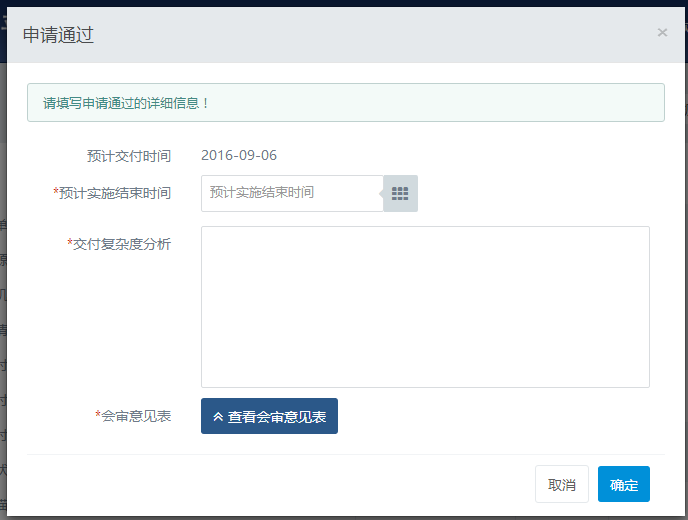 申请通过
×
请填写申请通过的详细信息！
预计交付时间 2016-09-06
*预计实施结束时间 预计实施结束时间
*交付复杂度分析
*会审意见表 查看会审意见表
取消 确定